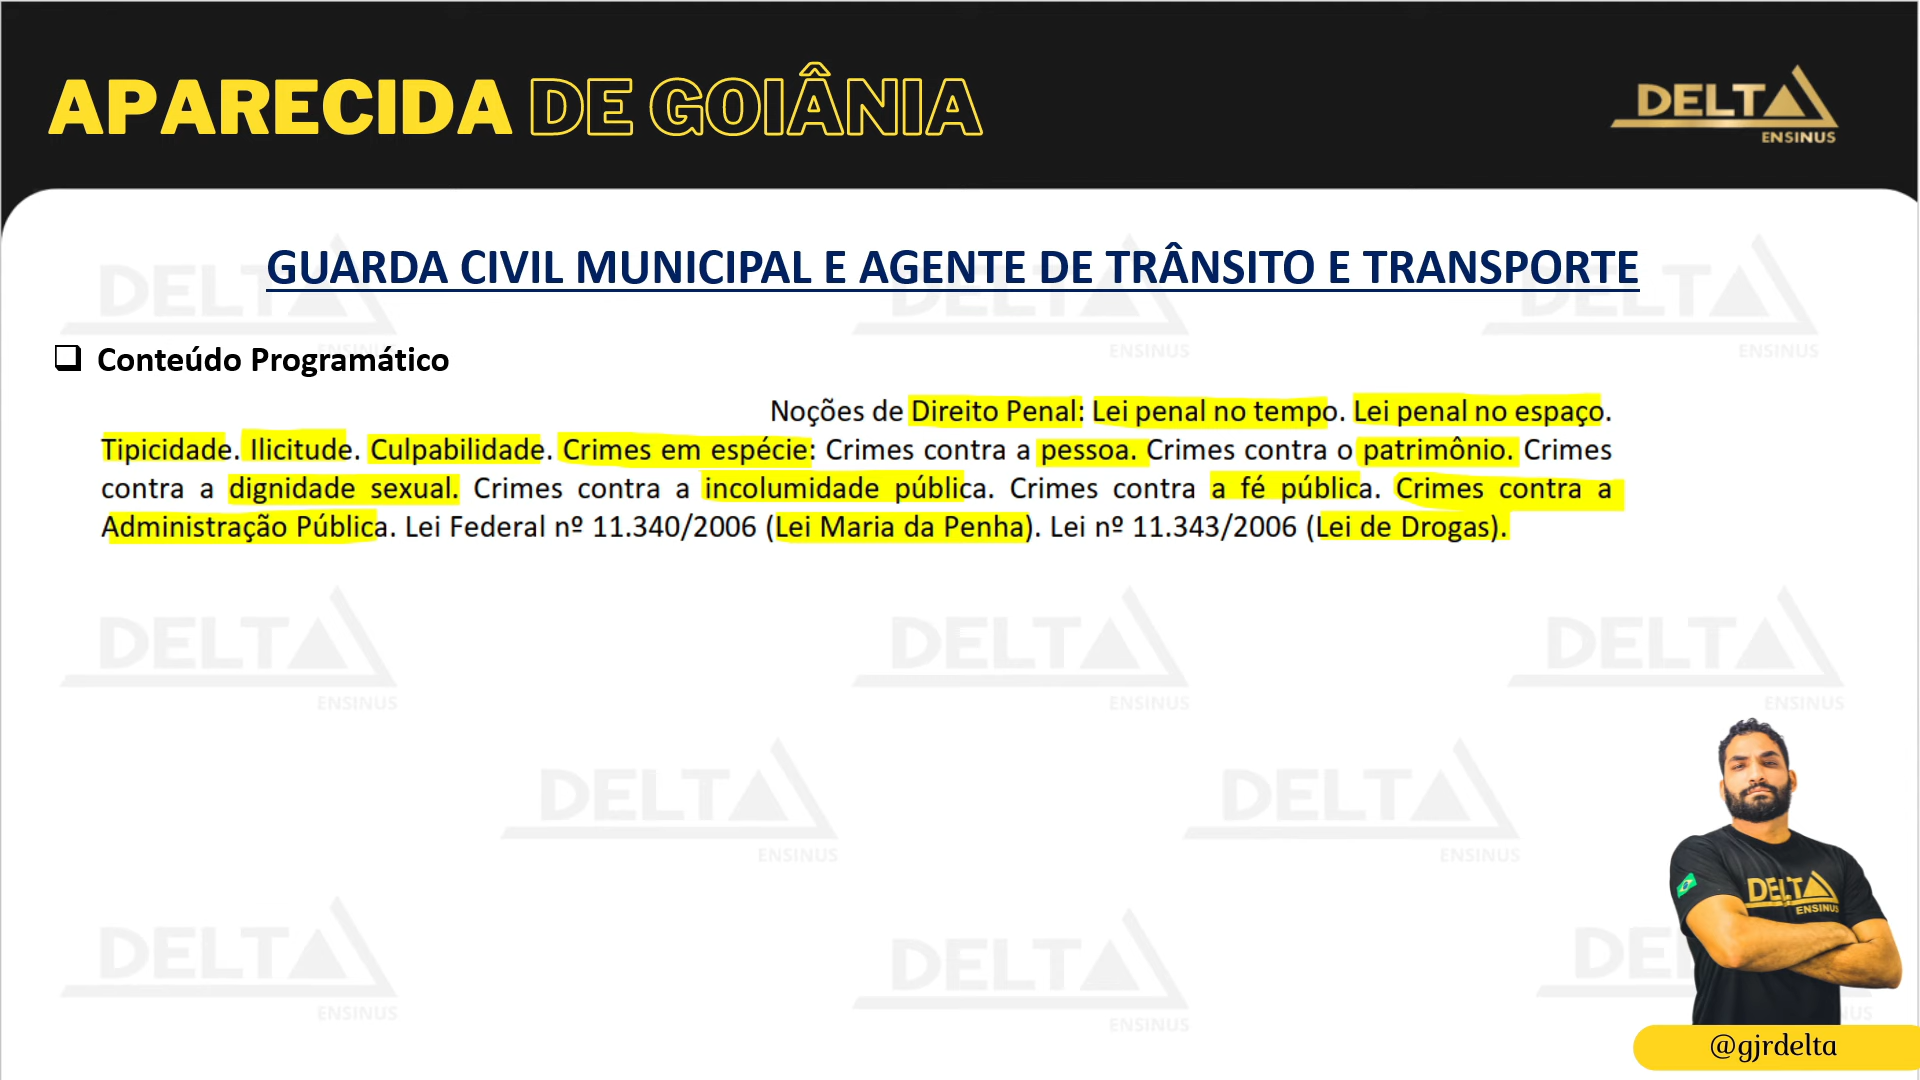 APARECIDA DE GOIÂNIA
DELTA
ENSINUS
GUARDA CIVIL MUNICIPAL E AGENTE DE TRÂNSITO E TRANSPORTE
Conteúdo Programático
Noções de Direito Penal: Lei penal no tempo. Lei penal no espaço.
Tipicidade. Ilicitude. Culpabilidade. Crimes em espécie: Crimes contra a pessoa. Crimes contra o patrimônio. Crimes
contra a dignidade sexual. Crimes contra a incolumidade pública. Crimes contra a fé pública. Crimes contra a
Administração Pública. Lei Federal nº 11.340/2006 (Lei Maria da Penha). Lei nº 11.343/2006 (Lei de Drogas).
DELTA
ENSINUS
@gjrdelta